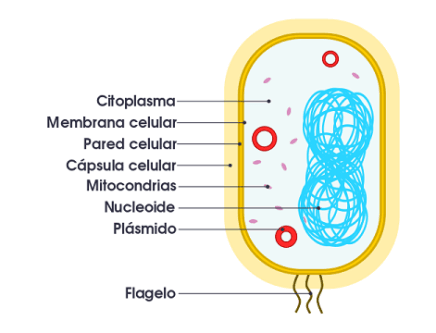 Citoplasma
Membrana celular
Pared celular
Cápsula celular
Mitocondrias
Nucleoide
Plásmido
Flagelo